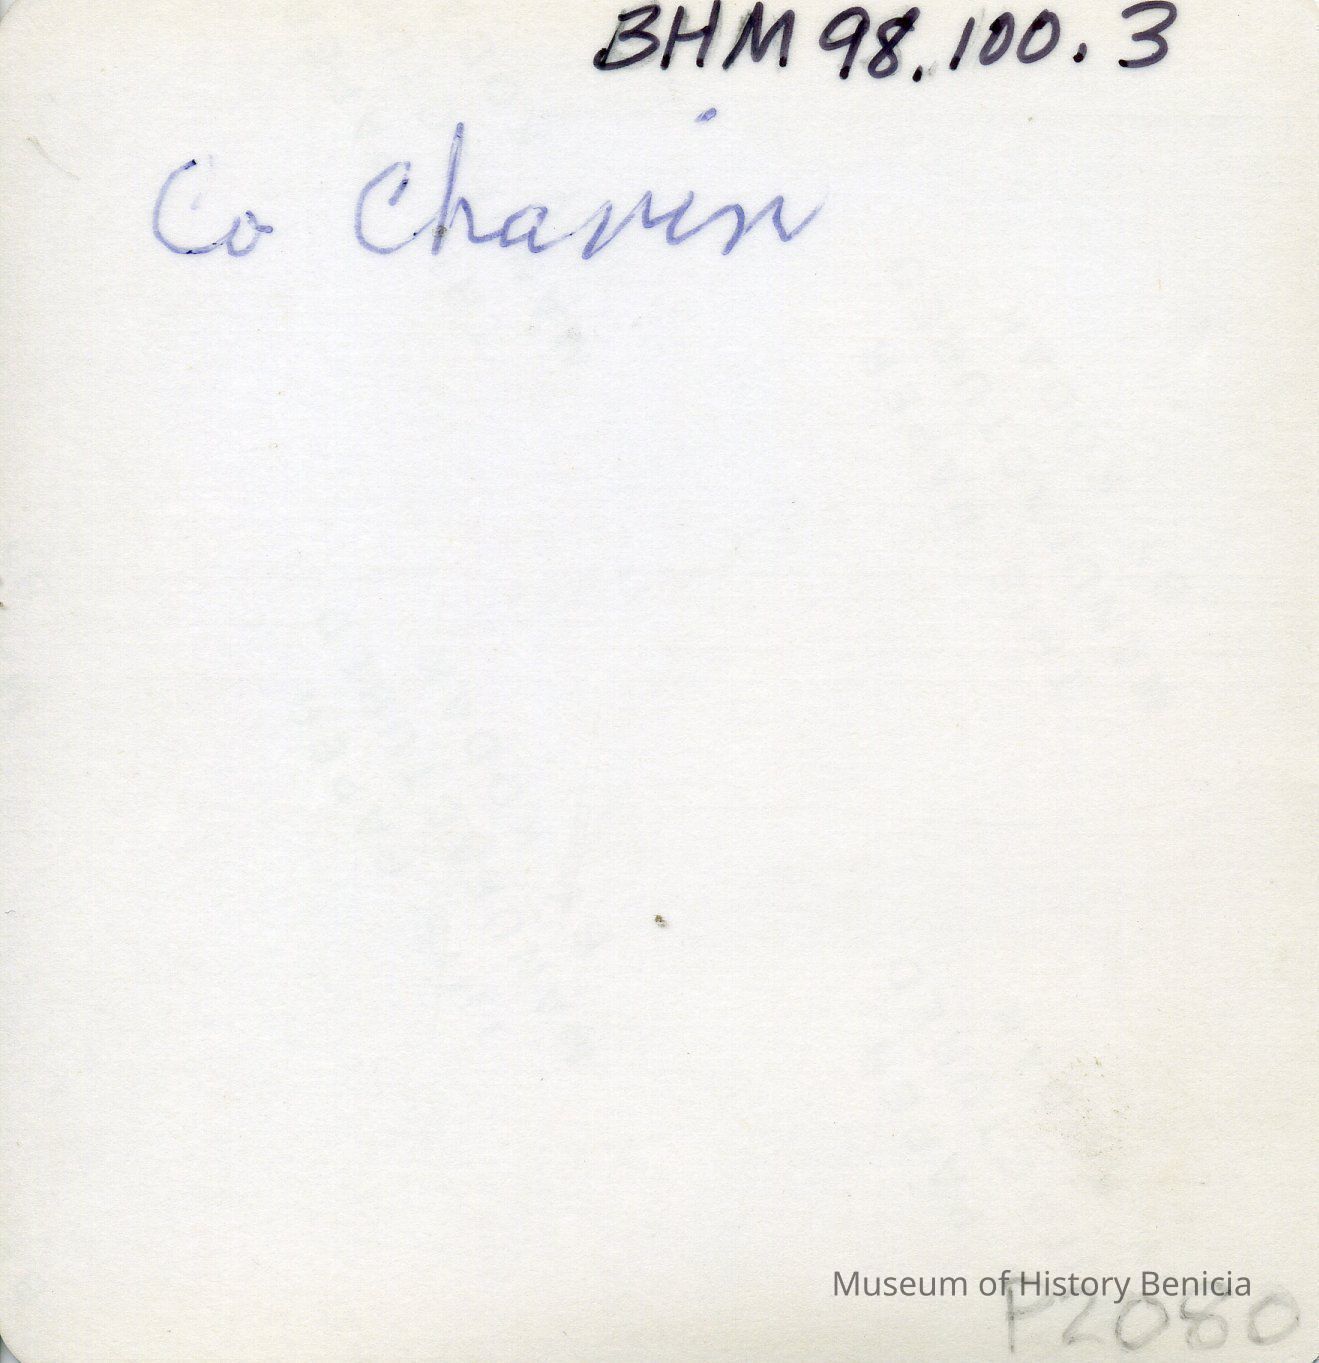 BHM 98.100.3
Co Chavin
Museum of History Benicia
P2080